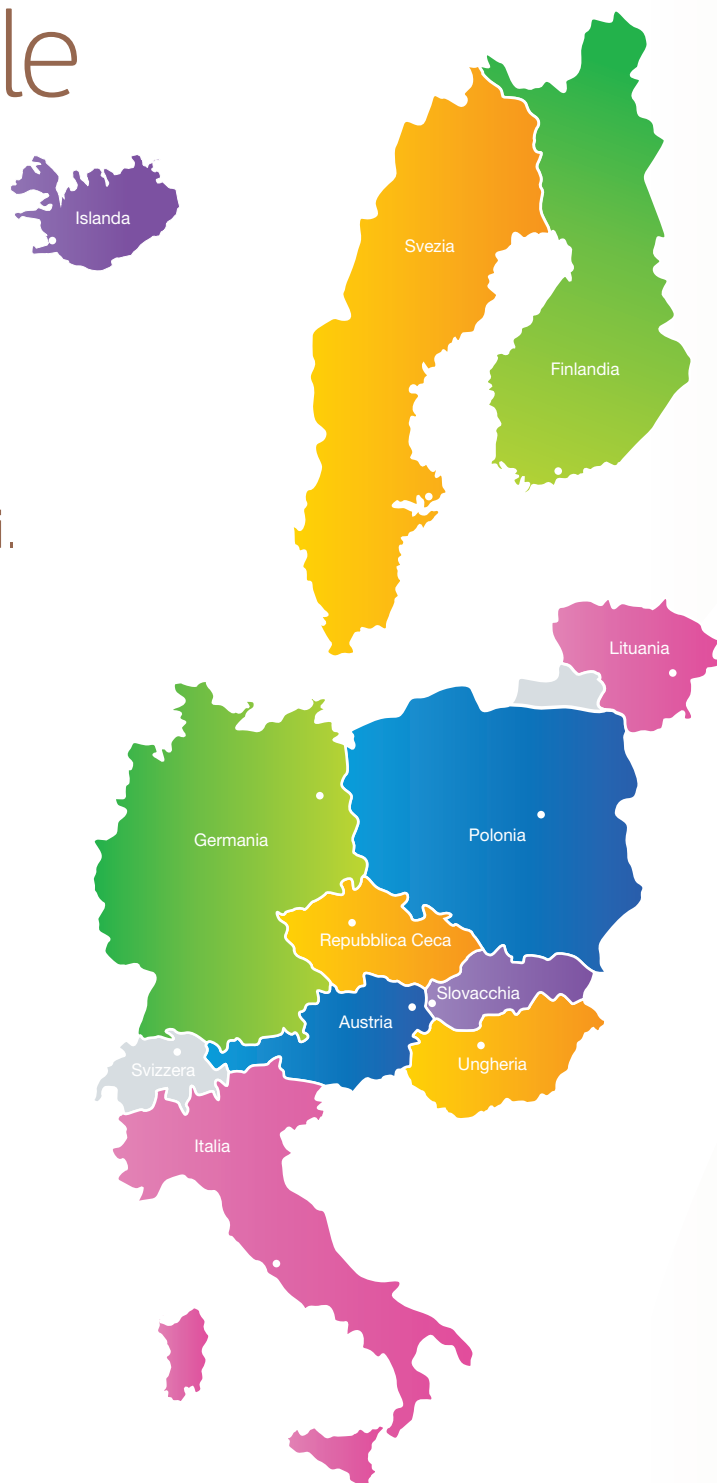 le
Islanda
Svezia
Finlandia
i.
Lituania
Germania
Polonia
Repubblica Ceca
Slovacchia
Austria
Svizzera
Ungheria
Italia